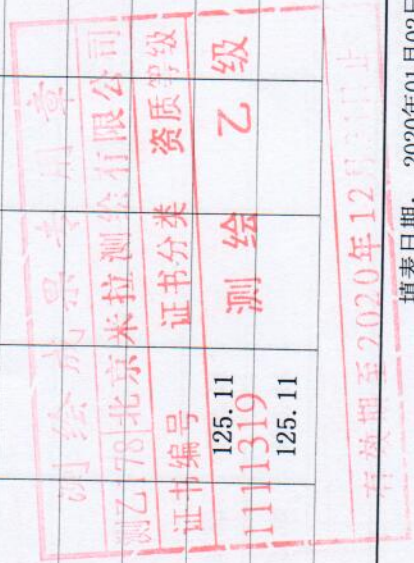 测绘成果专用章
测乙178 北京米拉测绘有限公司
证书编号 证书分类 资质等级
1111319 测绘 乙级
125.11
125.11
有效期至2020年12月31日止
填表日期: 2020年01月03日